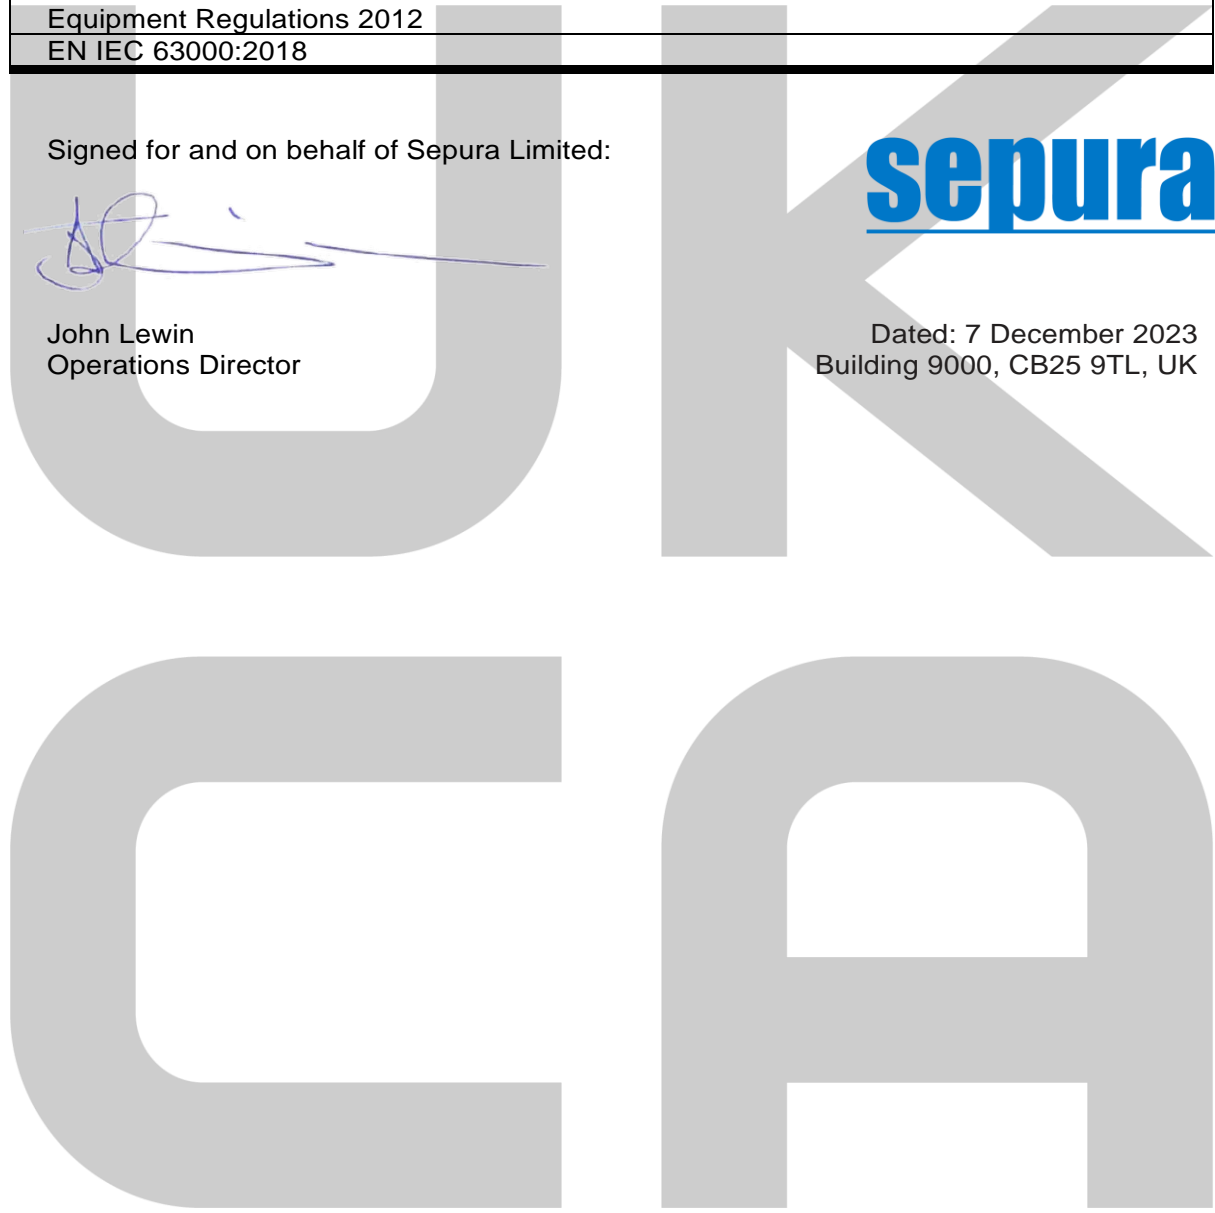 Equipment Regulations 2012
EN IEC 63000:2018
Signed for and on behalf of Sepura Limited:
sepura
John Lewin
Operations Director
Dated: 7 December 2023
Building 9000, CB25 9TL, UK
UK
CA